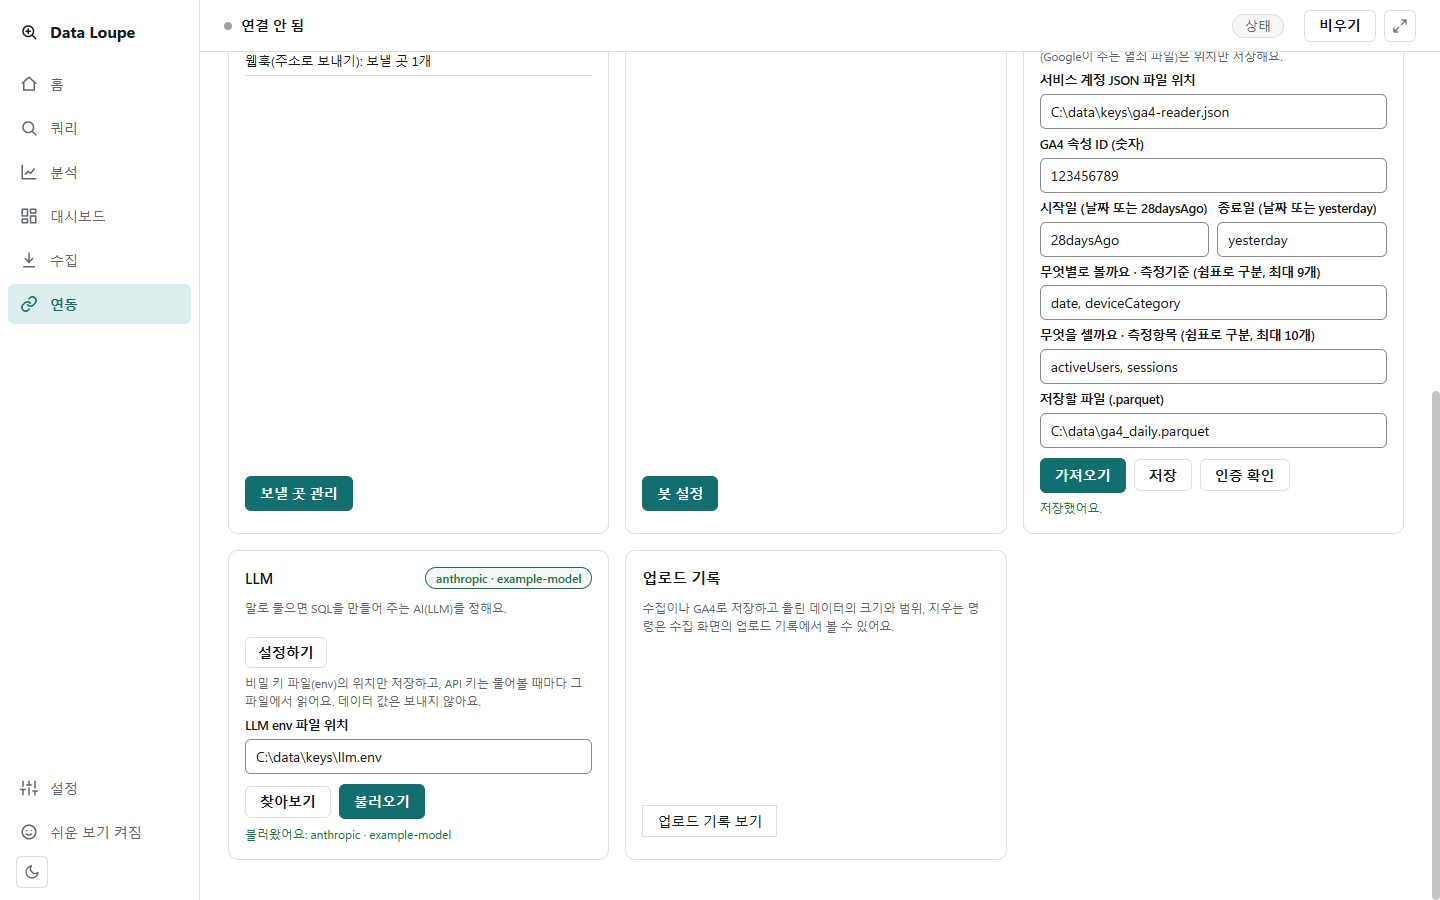 Data Loupe
홈
쿼리
분석
대시보드
수집
연동
설정
쉬운 보기 켜짐
연결 안 됨
상태
비우기
웹훅(주소로 보내기): 보낼 곳 1개
보낼 곳 관리
봇 설정
(Google이 주는 열쇠 파일)은 위치만 저장해요.
서비스 계정 JSON 파일 위치
C:\data\keys\ga4-reader.json
GA4 속성 ID (숫자)
123456789
시작일 (날짜 또는 28daysAgo) 종료일 (날짜 또는 yesterday)
28daysAgo yesterday
무엇별로 볼까요 · 측정기준 (쉼표로 구분, 최대 9개)
date, deviceCategory
무엇을 셀까요 · 측정항목 (쉼표로 구분, 최대 10개)
activeUsers, sessions
저장할 파일 (.parquet)
C:\data\ga4_daily.parquet
가져오기 저장 인증 확인
저장했어요.
LLM
anthropic · example-model
말로 물으면 SQL을 만들어 주는 AI(LLM)를 정해요.
설정하기
비밀 키 파일(env)의 위치만 저장하고, API 키는 물어볼 때마다 그
파일에서 읽어요. 데이터 값은 보내지 않아요.
LLM env 파일 위치
C:\data\keys\llm.env
찾아보기 불러오기
불러왔어요: anthropic · example-model
업로드 기록
수집이나 GA4로 저장하고 올린 데이터의 크기와 범위, 지우는 명
령은 수집 화면의 업로드 기록에서 볼 수 있어요.
업로드 기록 보기